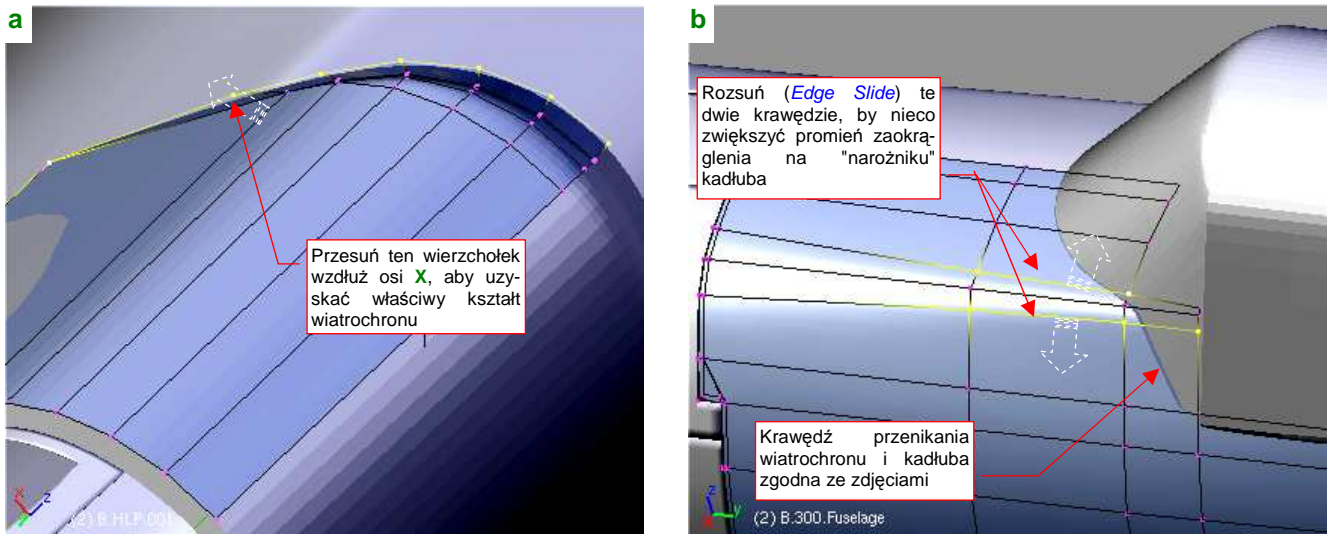 a
Przesuń ten wierzchołek
wzdłuż osi X, aby uzy-
skać właściwy kształt
wiatrochronu
x
z
(2) B.HLP.001
b
Rozsuń (Edge Slide) te
dwie krawędzie, by nieco
zwiększyć promień zaokrą-
glenia na "narożniku"
kadłuba
Krawędź przenikania
wiatrochronu i kadłuba
zgodna ze zdjęciami
z
y
x
(2) B.300.Fuselage